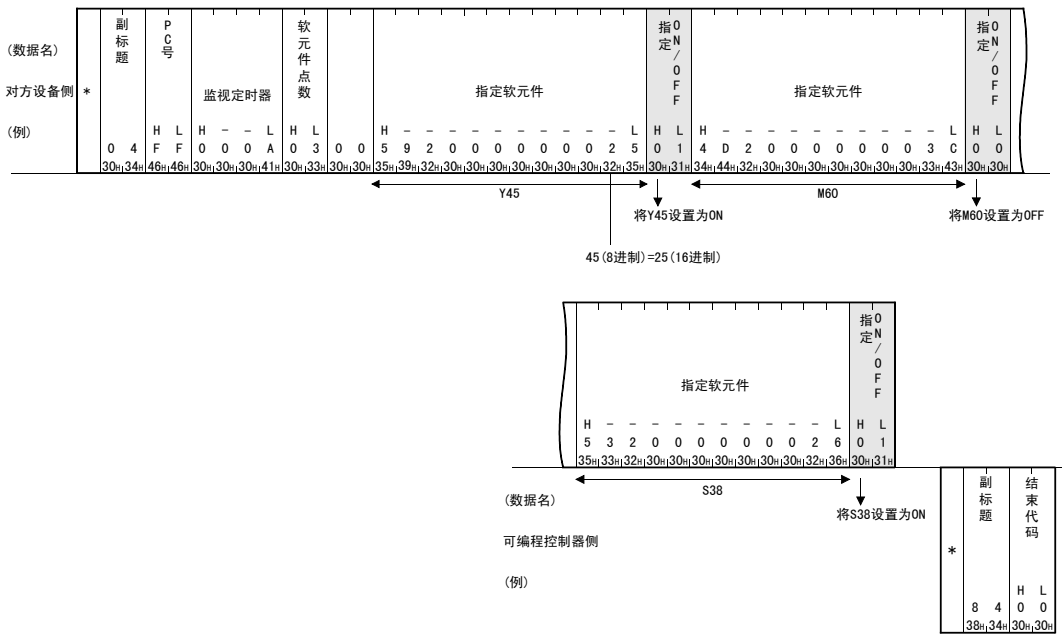 (数据名)
对方设备侧
(例)
*
副标题
PC号
监视定时器
软元件点数
指定软元件
指定ON/OFF
指定软元件
指定ON/OFF
H L H - - L H L H - - - - - - - - - - L H L H - - - - - - - - - - L H L
0 4 F F 0 0 0 A 0 3 0 0 5 9 2 0 0 0 0 0 0 0 2 5 0 1 4 D 2 0 0 0 0 0 0 0 3 C 0 0
30H 34H 46H 46H 30H 30H 30H 41H 30H 33H 30H 30H 35H 39H 32H 30H 30H 30H 30H 30H 30H 30H 32H 35H 30H 31H 34H 44H 32H 30H 30H 30H 30H 30H 30H 30H 33H 43H 30H 30H
Y45
M60
将Y45设置为ON
将M60设置为OFF
45(8进制)=25(16进制)
指定软元件
指定ON/OFF
H - - - - - - - - - - L H L
5 3 2 0 0 0 0 0 0 0 2 6 0 1
35H 33H 32H 30H 30H 30H 30H 30H 30H 30H 32H 36H 30H 31H
S38
将S38设置为ON
(数据名)
可编程控制器侧
(例)
*
副标题
结束代码
H L
8 4 0 0
38H 34H 30H 30H